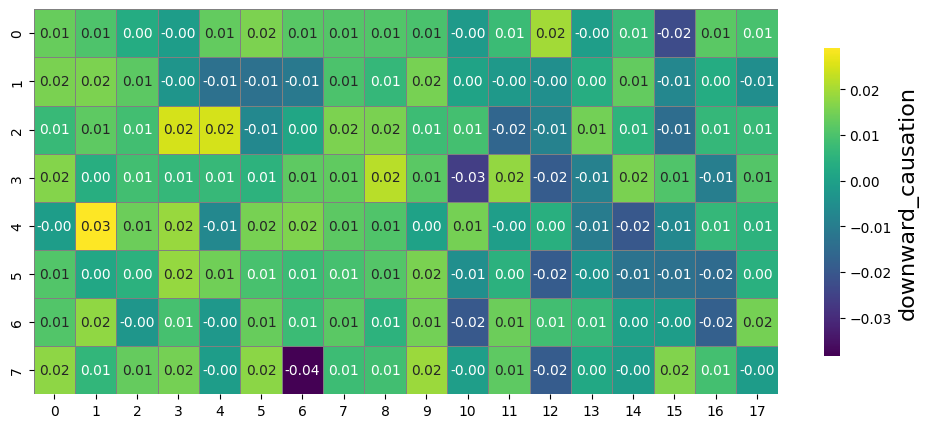 0 0.01 0.01 0.00 -0.00 0.01 0.02 0.01 0.01 0.01 0.01 -0.00 0.01 0.02 -0.00 0.01 -0.02 0.01 0.01
1 0.02 0.02 0.01 -0.00 -0.01 -0.01 -0.01 0.01 0.01 0.02 0.00 -0.00 -0.00 0.00 0.01 -0.01 0.00 -0.01
2 0.01 0.01 0.01 0.02 0.02 -0.01 0.00 0.02 0.02 0.01 0.01 -0.02 -0.01 0.01 0.01 -0.01 0.01 0.01
3 0.02 0.00 0.01 0.01 0.01 0.01 0.01 0.01 0.02 0.01 -0.03 0.02 -0.02 -0.01 0.02 0.01 -0.01 0.01
4 -0.00 0.03 0.01 0.02 -0.01 0.02 0.02 0.01 0.01 0.00 0.01 0.00 0.00 -0.01 -0.02 -0.01 0.01 0.01
5 0.01 0.00 0.00 0.02 0.01 0.01 0.01 0.01 0.01 0.02 -0.01 0.00 -0.02 -0.00 -0.01 -0.01 -0.02 0.00
6 0.01 0.02 -0.00 0.01 -0.00 0.01 0.01 0.01 0.00 0.01 -0.02 0.01 0.01 0.01 0.00 -0.00 -0.02 0.02
7 0.02 0.01 0.01 0.02 -0.00 0.02 -0.04 0.01 0.01 0.02 -0.00 0.01 -0.02 0.00 -0.00 0.02 0.01 -0.00
0 1 2 3 4 5 6 7 8 9 10 11 12 13 14 15 16 17
0.02
0.01
0.00
−0.01
−0.02
−0.03
downward_causation